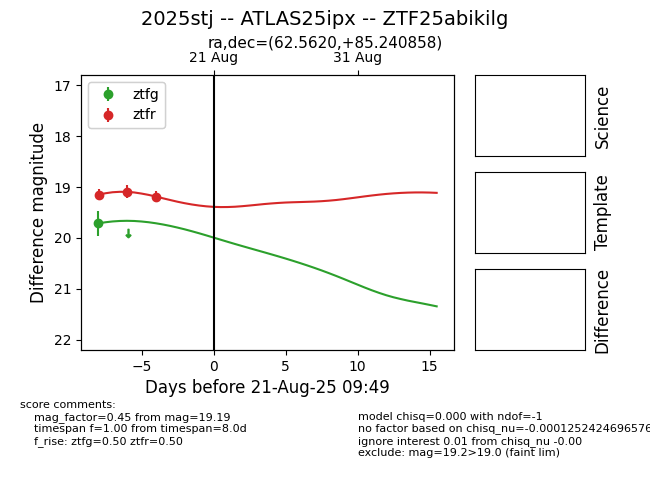 2025stj -- ATLAS25ipx -- ZTF25abikilg
ra,dec=(62.5620,+85.240858)
21 Aug
31 Aug
ztfg
ztfr
17
18
19
20
21
22
Difference magnitude
−5
0
5
10
15
Days before 21-Aug-25 09:49
Science
Template
Difference
score comments:
mag_factor=0.45 from mag=19.19
timespan f=1.00 from timespan=8.0d
f_rise: ztfg=0.50 ztfr=0.50
model chisq=0.000 with ndof=-1
no factor based on chisq_nu=-0.0001252424696576
ignore interest 0.01 from chisq_nu -0.00
exclude: mag=19.2>19.0 (faint lim)